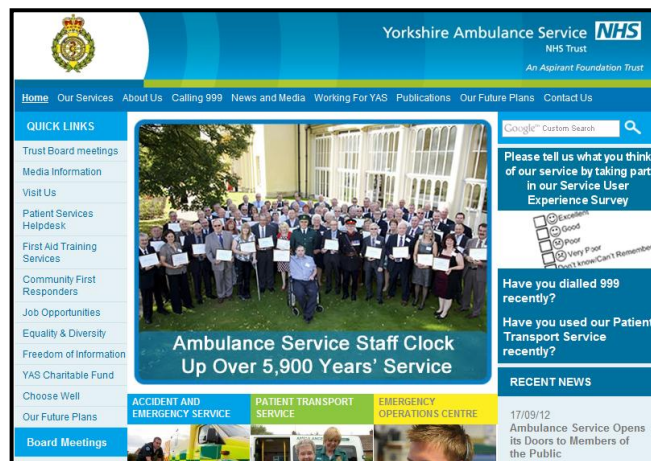 Yorkshire Ambulance Service NHS
NHS Trust
An Aspirant Foundation Trust
Home Our Services About Us Calling 999 News and Media Working For YAS Publications Our Future Plans Contact Us
QUICK LINKS
Trust Board meetings
Media Information
Visit Us
Patient Services
Helpdesk
First Aid Training
Services
Community First
Responders
Job Opportunities
Equality & Diversity
Freedom of Information
YAS Charitable Fund
Choose Well
Our Future Plans
Board Meetings
Ambulance Service Staff Clock
Up Over 5,900 Years' Service
ACCIDENT AND
EMERGENCY SERVICE
PATIENT TRANSPORT
SERVICE
EMERGENCY
OPERATIONS CENTRE
Google™ Custom Search
Please tell us what you think
of our service by taking part
in our Service User
Experience Survey
Excellent
Good
Poor
Very Poor
Don't know/Can't Remember
Have you dialled 999
recently?
Have you used our Patient
Transport Service
recently?
RECENT NEWS
17/09/12
Ambulance Service Opens
its Doors to Members of
the Public